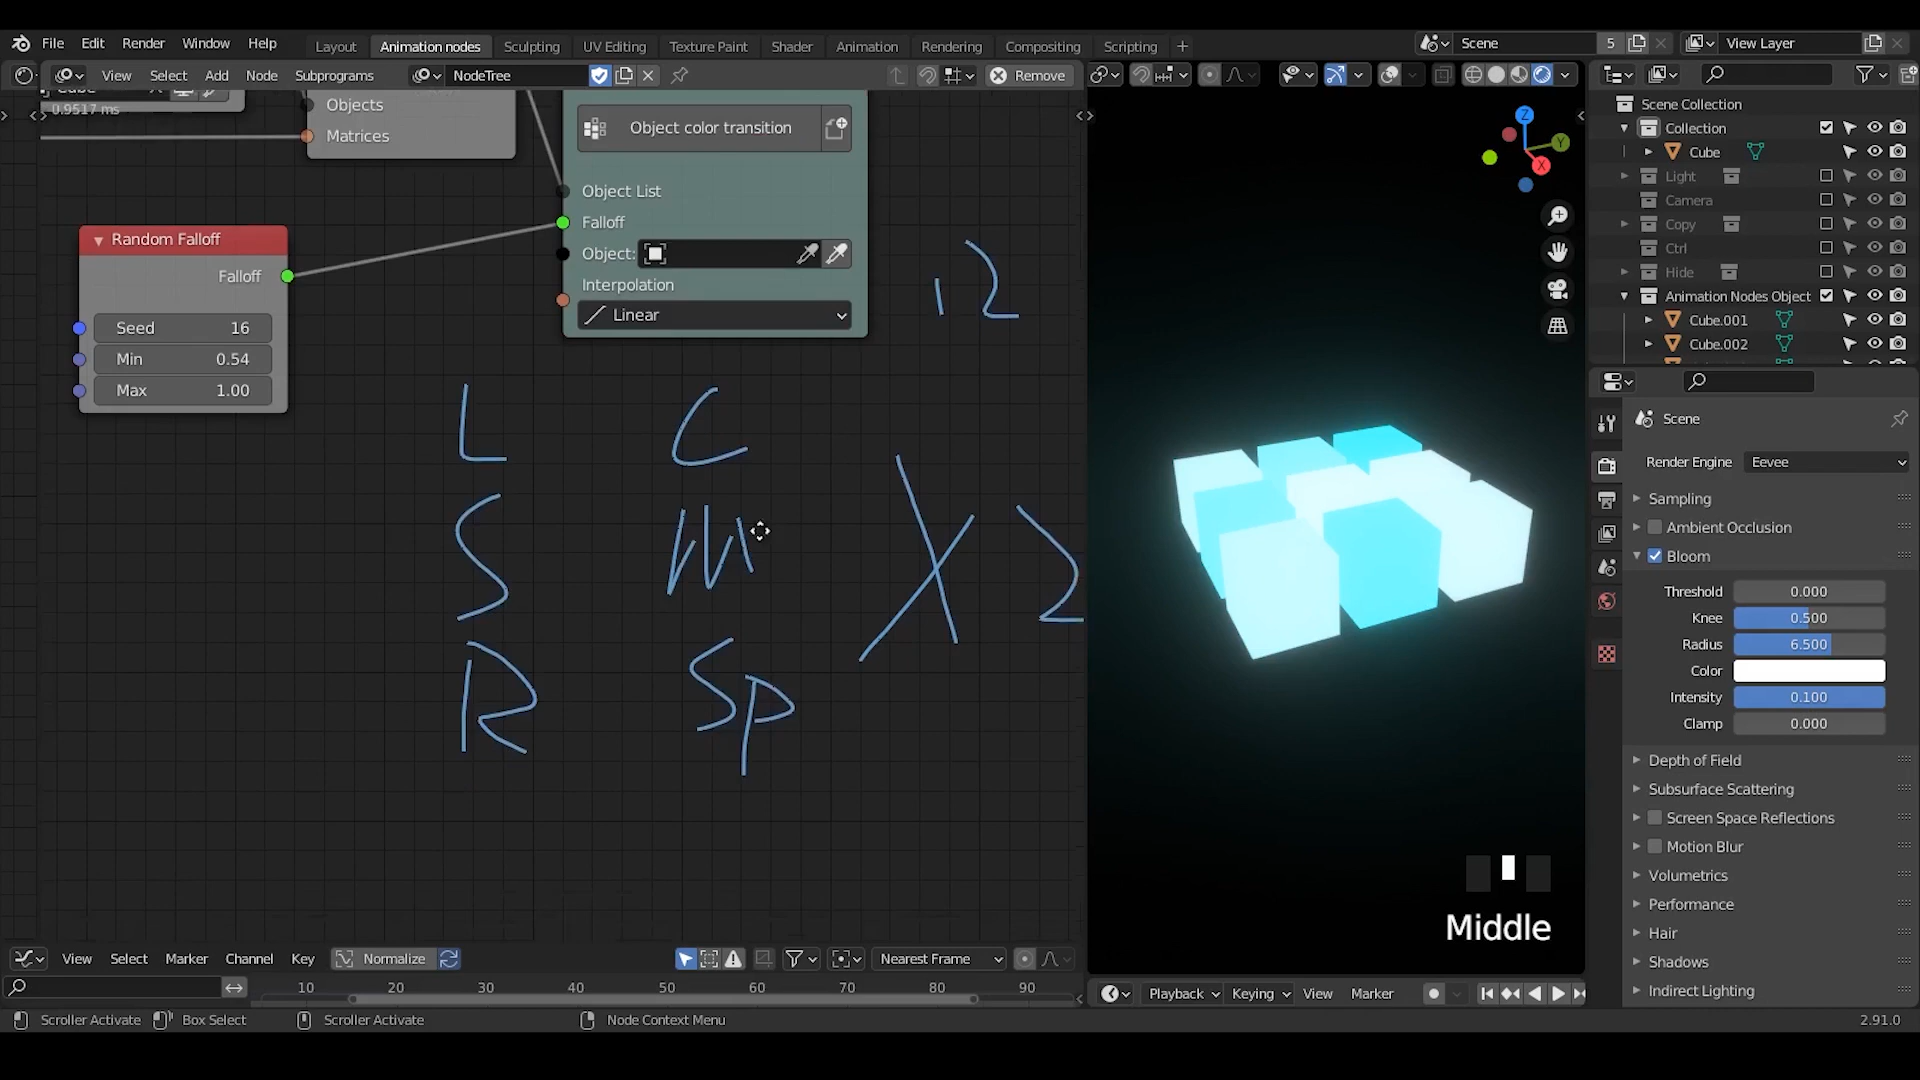 File Edit Render Window Help Layout Animation nodes Sculpting UV Editing Texture Paint Shader Animation Rendering Compositing Scripting + Scene 5 View Layer
View Select Add Node Subprograms NodeTree Remove
0.9517 ms
Objects
Matrices
Object color transition
Object List
Falloff
Object:
Interpolation
Linear
Random Falloff
Falloff
Seed 16
Min 0.54
Max 1.00
12
L C
S M X 2
R Sp
Z
Y
X
Middle
Scene Collection
Collection
Cube
Light
Camera
Copy
Ctrl
Hide
Animation Nodes Object
Cube.001
Cube.002
Scene
Render Engine Eevee
Sampling
Ambient Occlusion
Bloom
Threshold 0.000
Knee 0.500
Radius 6.500
Color
Intensity 0.100
Clamp 0.000
Depth of Field
Subsurface Scattering
Screen Space Reflections
Motion Blur
Volumetrics
Performance
Hair
Shadows
Indirect Lighting
View Select Marker Channel Key Normalize Nearest Frame
10 20 30 40 50 60 70 80 90
Playback Keying View Marker
Scroller Activate Box Select Scroller Activate Node Context Menu 2.91.0